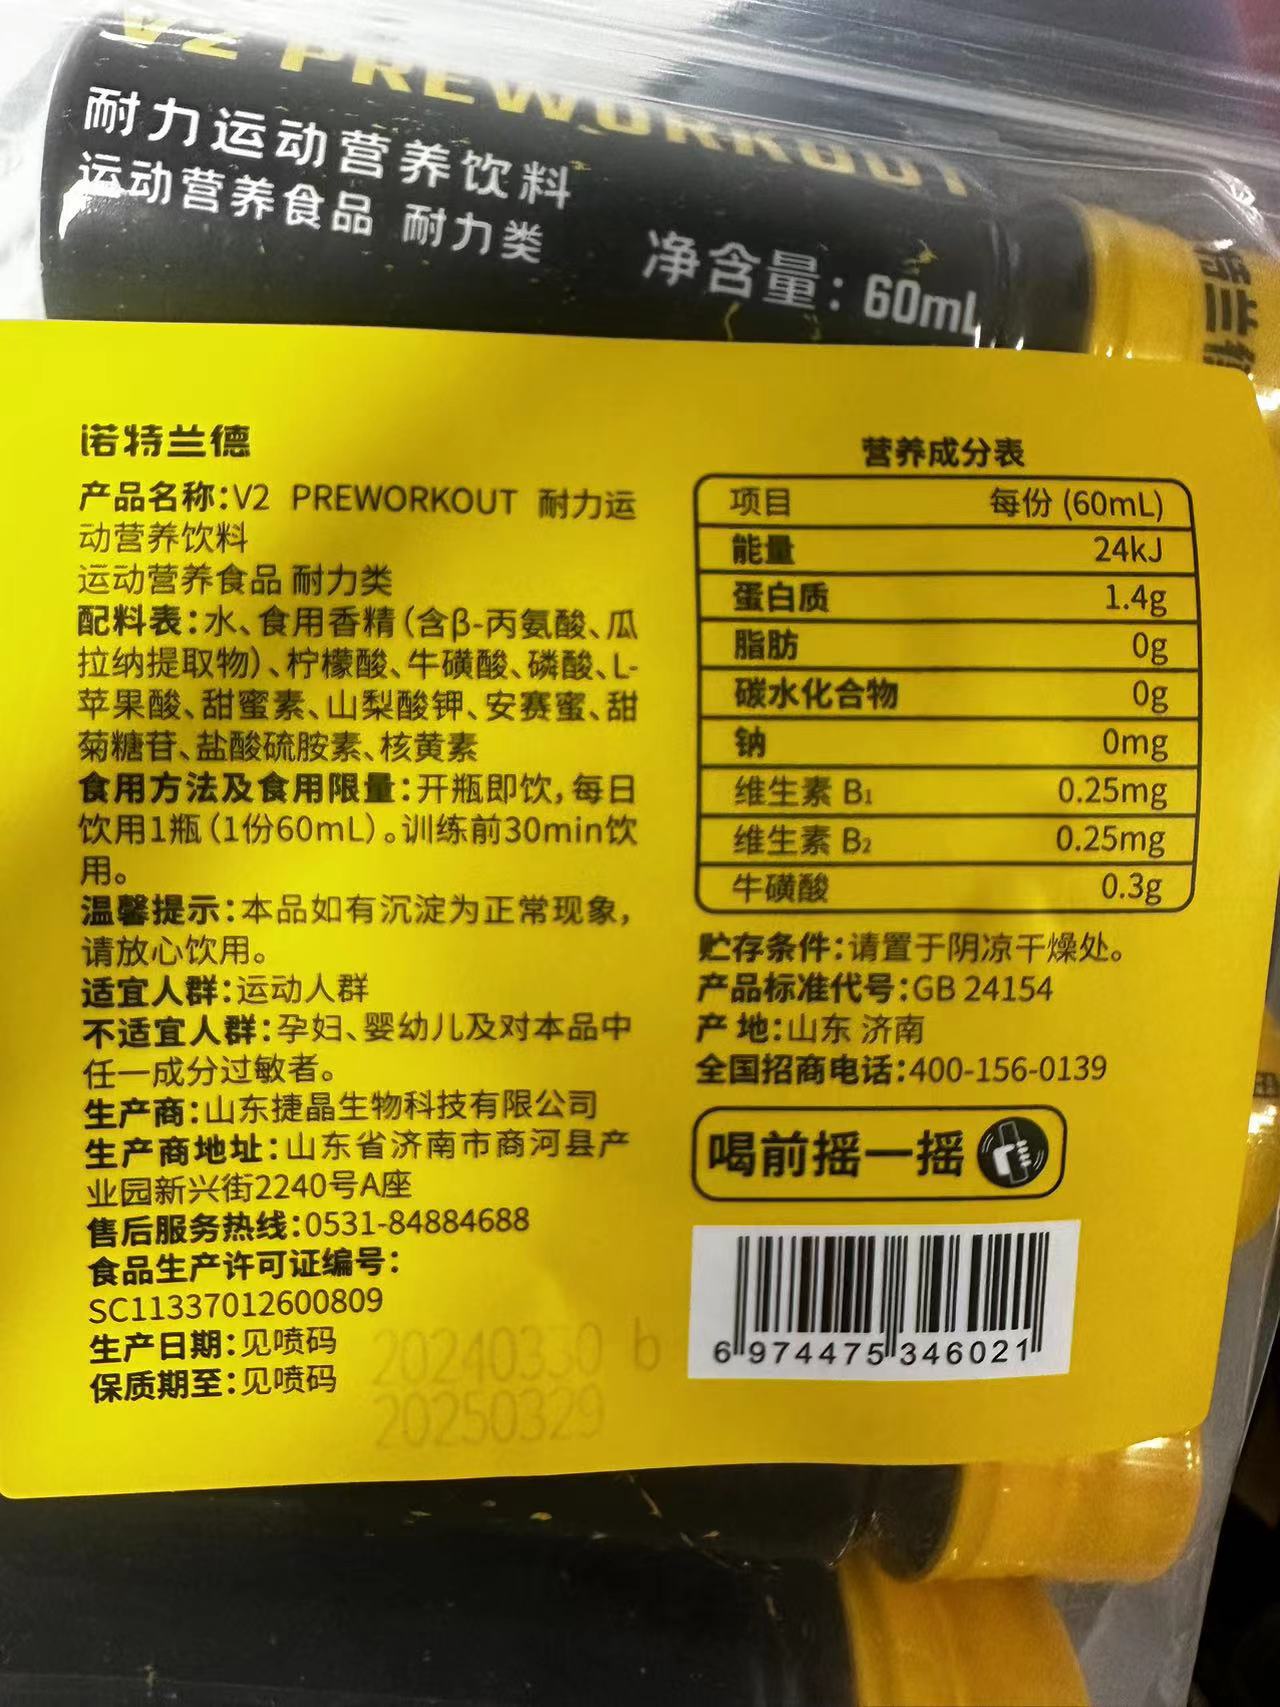 V2 PREWORKOUT
耐力运动营养饮料
运动营养食品 耐力类
净含量：60mL
诺特兰德
产品名称：V2 PREWORKOUT 耐力运
动营养饮料
运动营养食品 耐力类
配料表：水、食用香精（含β-丙氨酸、瓜
拉纳提取物）、柠檬酸、牛磺酸、磷酸、L-
苹果酸、甜蜜素、山梨酸钾、安赛蜜、甜
菊糖苷、盐酸硫胺素、核黄素
食用方法及食用限量：开瓶即饮，每日
饮用1瓶（1份60mL）。训练前30min饮
用。
温馨提示：本品如有沉淀为正常现象，
请放心饮用。
适宜人群：运动人群
不适宜人群：孕妇、婴幼儿及对本品中
任一成分过敏者。
生产商：山东捷晶生物科技有限公司
生产商地址：山东省济南市商河县产
业园新兴街2240号A座
售后服务热线：0531-84884688
食品生产许可证编号：
SC11337012600809
生产日期：见喷码
保质期至：见喷码
20240330 b
20250329
营养成分表
项目 每份 (60mL)
能量 24kJ
蛋白质 1.4g
脂肪 0g
碳水化合物 0g
钠 0mg
维生素 B1 0.25mg
维生素 B2 0.25mg
牛磺酸 0.3g
贮存条件：请置于阴凉干燥处。
产品标准代号：GB 24154
产 地：山东 济南
全国招商电话：400-156-0139
喝前摇一摇
6 974475 346021